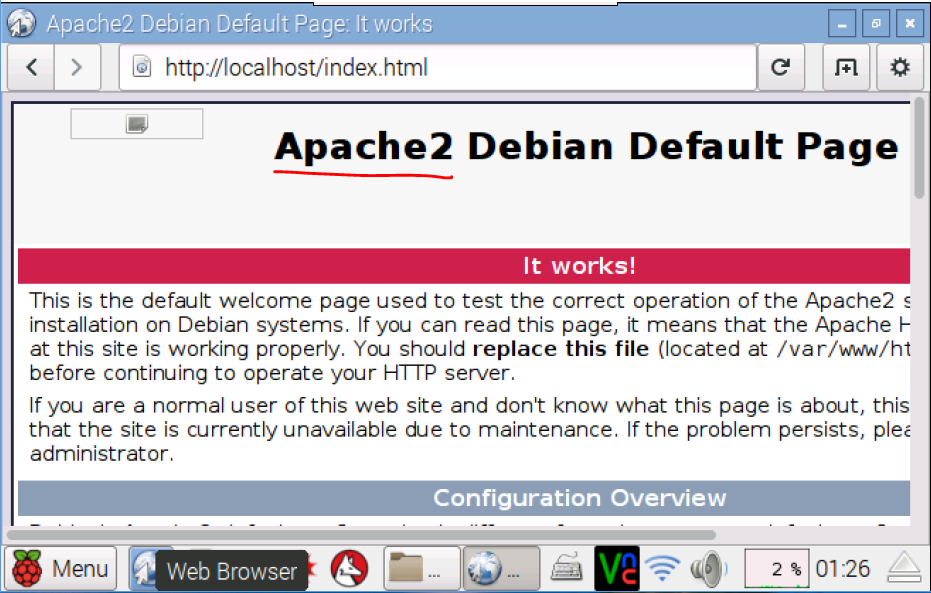 Apache2 Debian Default Page: It works
http://localhost/index.html
Apache2 Debian Default Page
It works!
This is the default welcome page used to test the correct operation of the Apache2
installation on Debian systems. If you can read this page, it means that the Apache
at this site is working properly. You should replace this file (located at /var/www/ht
before continuing to operate your HTTP server.
If you are a normal user of this web site and don't know what this page is about, this
that the site is currently unavailable due to maintenance. If the problem persists,
administrator.
Configuration Overview
Menu
Web Browser
...
...
VNC
2 %
01:26